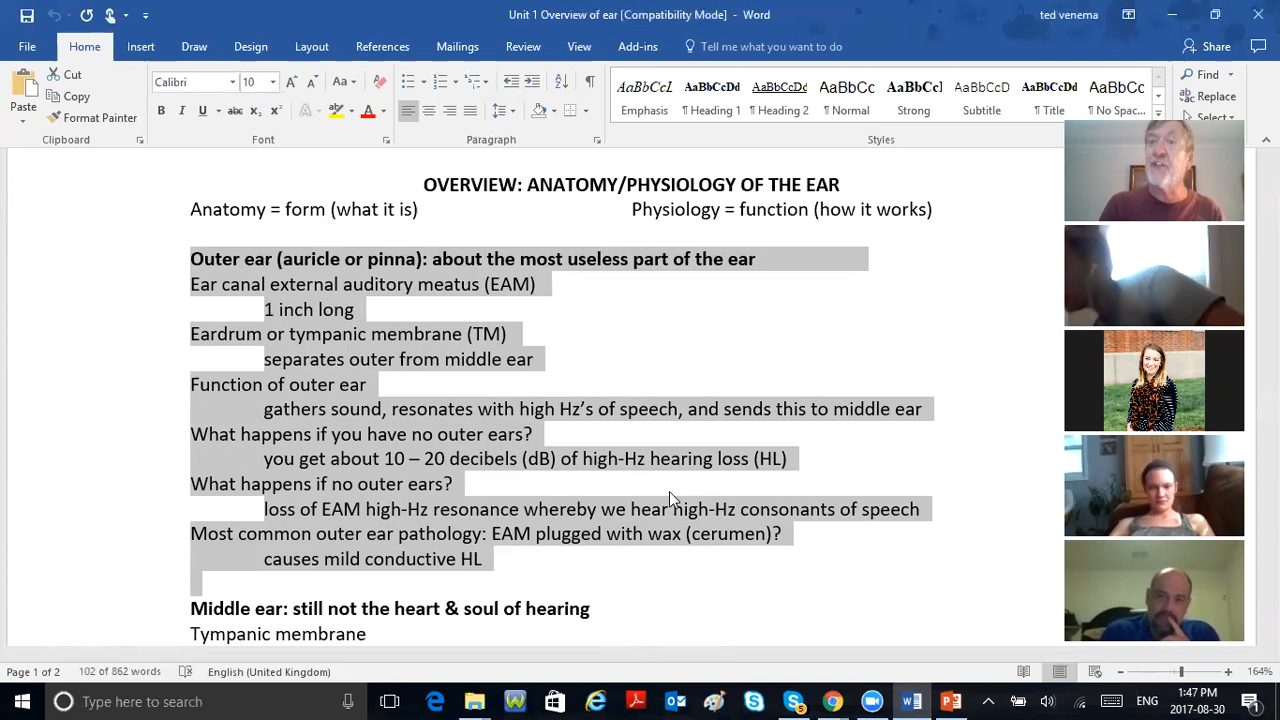 Unit 1 Overview of ear [Compatibility Mode] - Word
ted venema
File Home Insert Draw Design Layout References Mailings Review View Add-ins Tell me what you want to do Share
Paste
Cut
Copy
Format Painter
Calibri 10
Aa
B I U abc x₂ x² A A
AaBbCcL AaBbCcDd AaBbCcDd AaBbCc AaBbCcDd AaBbCcDd AaBbCcDd AaBbCc
Emphasis ¶ Heading 1 ¶ Heading 2 ¶ Normal Strong Subtitle ¶ Title ¶ No Spac...
Find
Replace
Select
Clipboard Font Paragraph Styles
OVERVIEW: ANATOMY/PHYSIOLOGY OF THE EAR
Anatomy = form (what it is) Physiology = function (how it works)
Outer ear (auricle or pinna): about the most useless part of the ear
Ear canal external auditory meatus (EAM)
1 inch long
Eardrum or tympanic membrane (TM)
separates outer from middle ear
Function of outer ear
gathers sound, resonates with high Hz's of speech, and sends this to middle ear
What happens if you have no outer ears?
you get about 10 – 20 decibels (dB) of high-Hz hearing loss (HL)
What happens if no outer ears?
loss of EAM high-Hz resonance whereby we hear high-Hz consonants of speech
Most common outer ear pathology: EAM plugged with wax (cerumen)?
causes mild conductive HL
Middle ear: still not the heart & soul of hearing
Tympanic membrane
Page 1 of 2 102 of 862 words English (United Kingdom) 164%
Type here to search
ENG
1:47 PM
2017-08-30